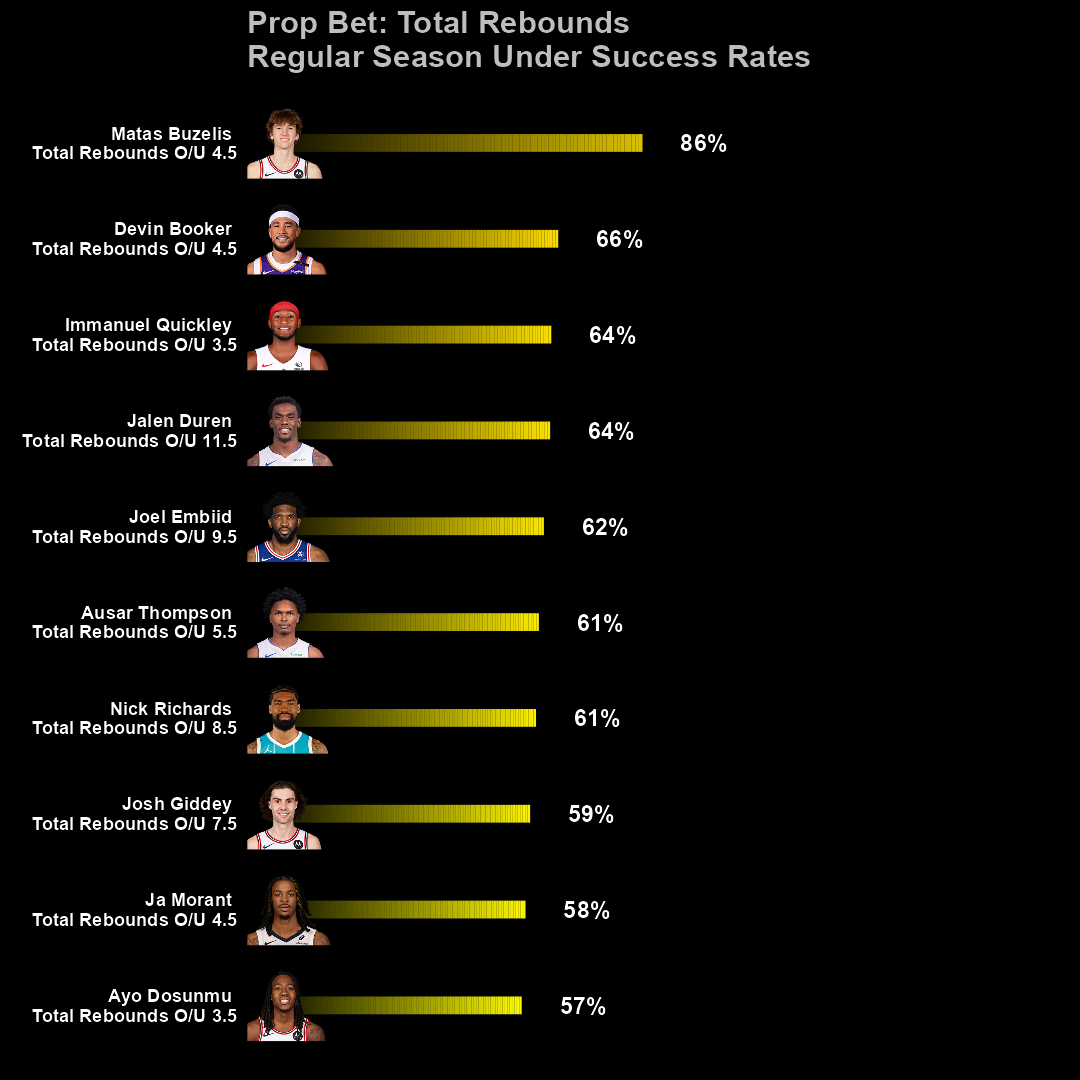 Prop Bet: Total Rebounds
Regular Season Under Success Rates
Matas Buzelis
Total Rebounds O/U 4.5
86%
Devin Booker
Total Rebounds O/U 4.5
66%
Immanuel Quickley
Total Rebounds O/U 3.5
64%
Jalen Duren
Total Rebounds O/U 11.5
64%
Joel Embiid
Total Rebounds O/U 9.5
62%
Ausar Thompson
Total Rebounds O/U 5.5
61%
Nick Richards
Total Rebounds O/U 8.5
61%
Josh Giddey
Total Rebounds O/U 7.5
59%
Ja Morant
Total Rebounds O/U 4.5
58%
Ayo Dosunmu
Total Rebounds O/U 3.5
57%